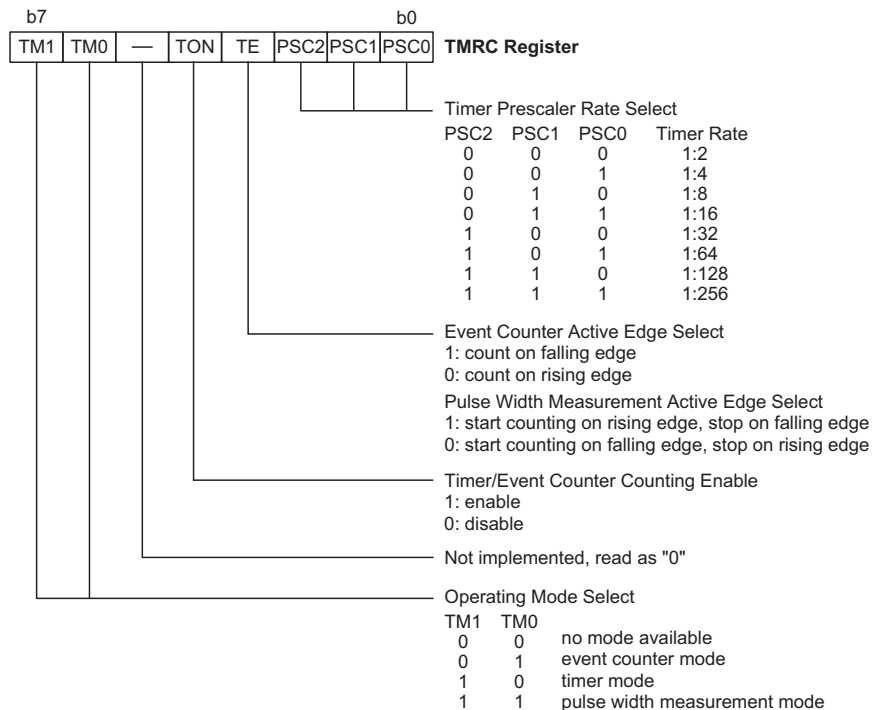 b7 b0
TM1 TM0 — TON TE PSC2 PSC1 PSC0 TMRC Register
Timer Prescaler Rate Select
PSC2 PSC1 PSC0 Timer Rate
0 0 0 1:2
0 0 1 1:4
0 1 0 1:8
0 1 1 1:16
1 0 0 1:32
1 0 1 1:64
1 1 0 1:128
1 1 1 1:256
Event Counter Active Edge Select
1: count on falling edge
0: count on rising edge
Pulse Width Measurement Active Edge Select
1: start counting on rising edge, stop on falling edge
0: start counting on falling edge, stop on rising edge
Timer/Event Counter Counting Enable
1: enable
0: disable
Not implemented, read as "0"
Operating Mode Select
TM1 TM0
0 0 no mode available
0 1 event counter mode
1 0 timer mode
1 1 pulse width measurement mode